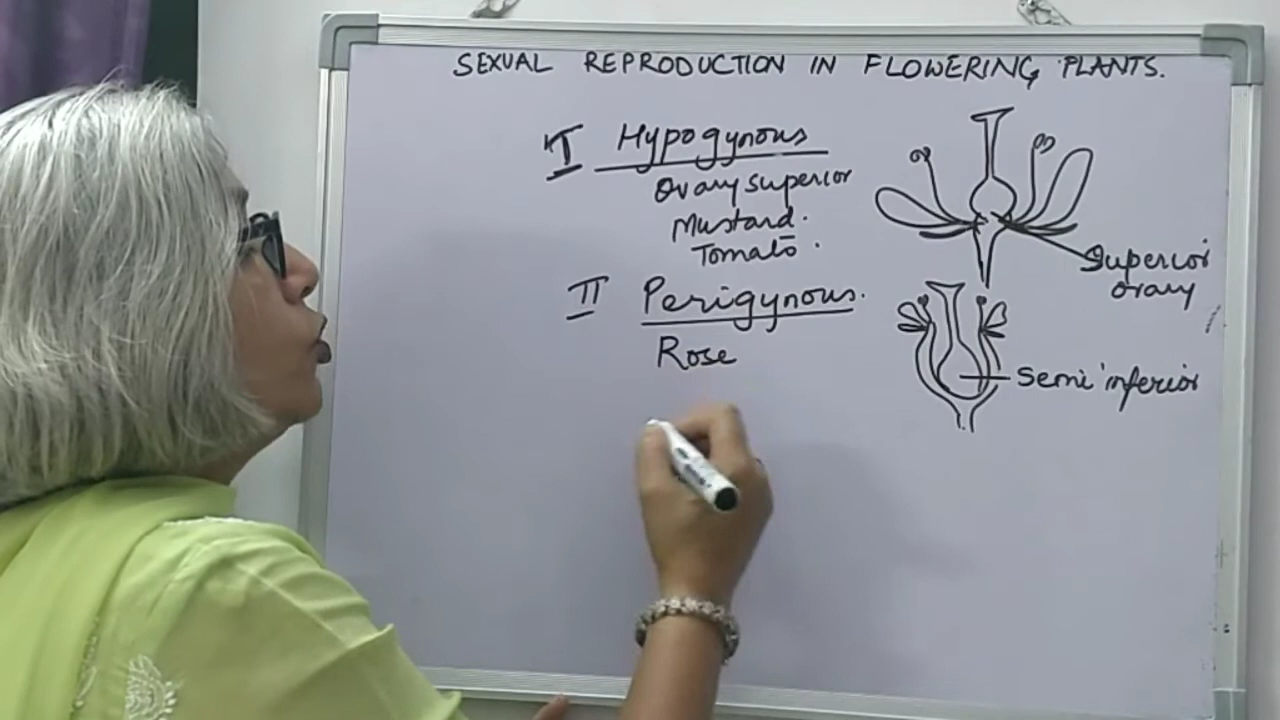 SEXUAL REPRODUCTION IN FLOWERING PLANTS.
I Hypogynous
Ovary superior
Mustard.
Tomato.
Superior
ovary
II Perigynous.
Rose
Semi inferior